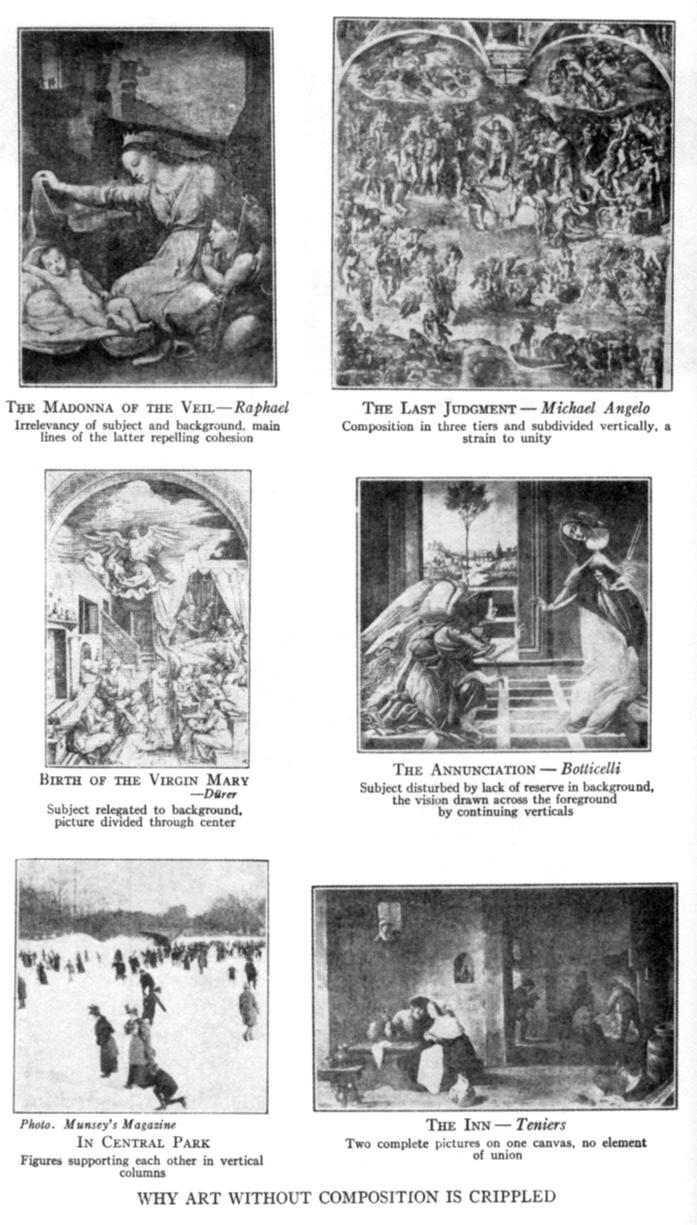 THE MADONNA OF THE VEIL—Raphael
Irrelevancy of subject and background, main
lines of the latter repelling cohesion
THE LAST JUDGMENT — Michael Angelo
Composition in three tiers and subdivided vertically, a
strain to unity
BIRTH OF THE VIRGIN MARY
—Dürer
Subject relegated to background,
picture divided through center
THE ANNUNCIATION — Botticelli
Subject disturbed by lack of reserve in background,
the vision drawn across the foreground
by continuing verticals
Photo. Munsey's Magazine
IN CENTRAL PARK
Figures supporting each other in vertical
columns
THE INN — Teniers
Two complete pictures on one canvas, no element
of union
WHY ART WITHOUT COMPOSITION IS CRIPPLED